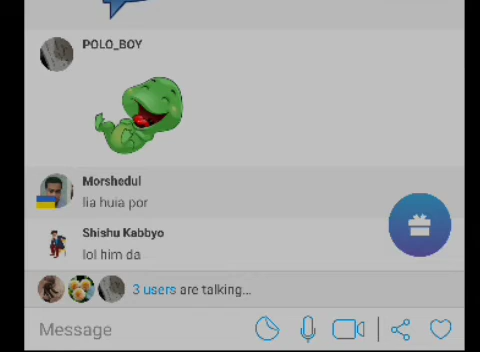 POLO_BOY
Morshedul
lia huia por
Shishu Kabbyo
lol him da
3 users are talking...
Message